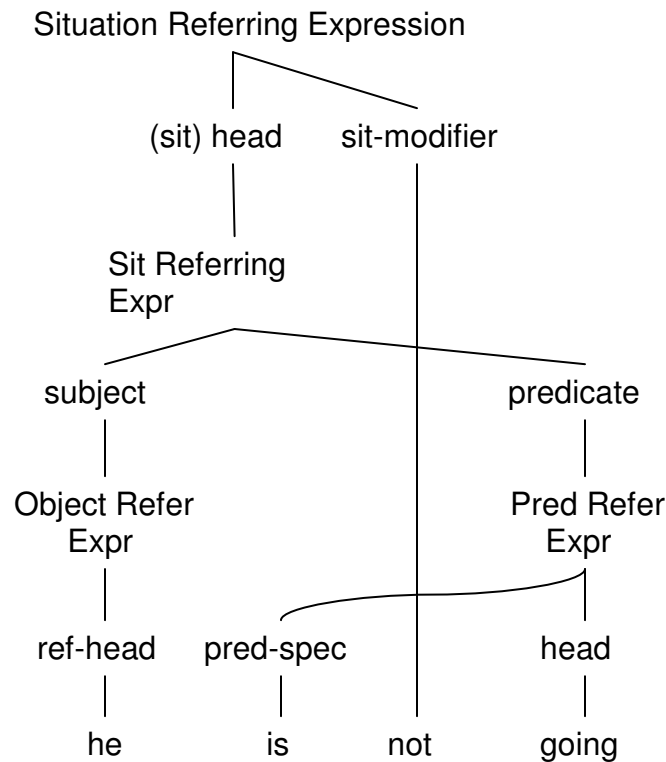 Situation Referring Expression
(sit) head sit-modifier
Sit Referring
Expr
subject predicate
Object Refer Pred Refer
Expr Expr
ref-head pred-spec head
he is not going